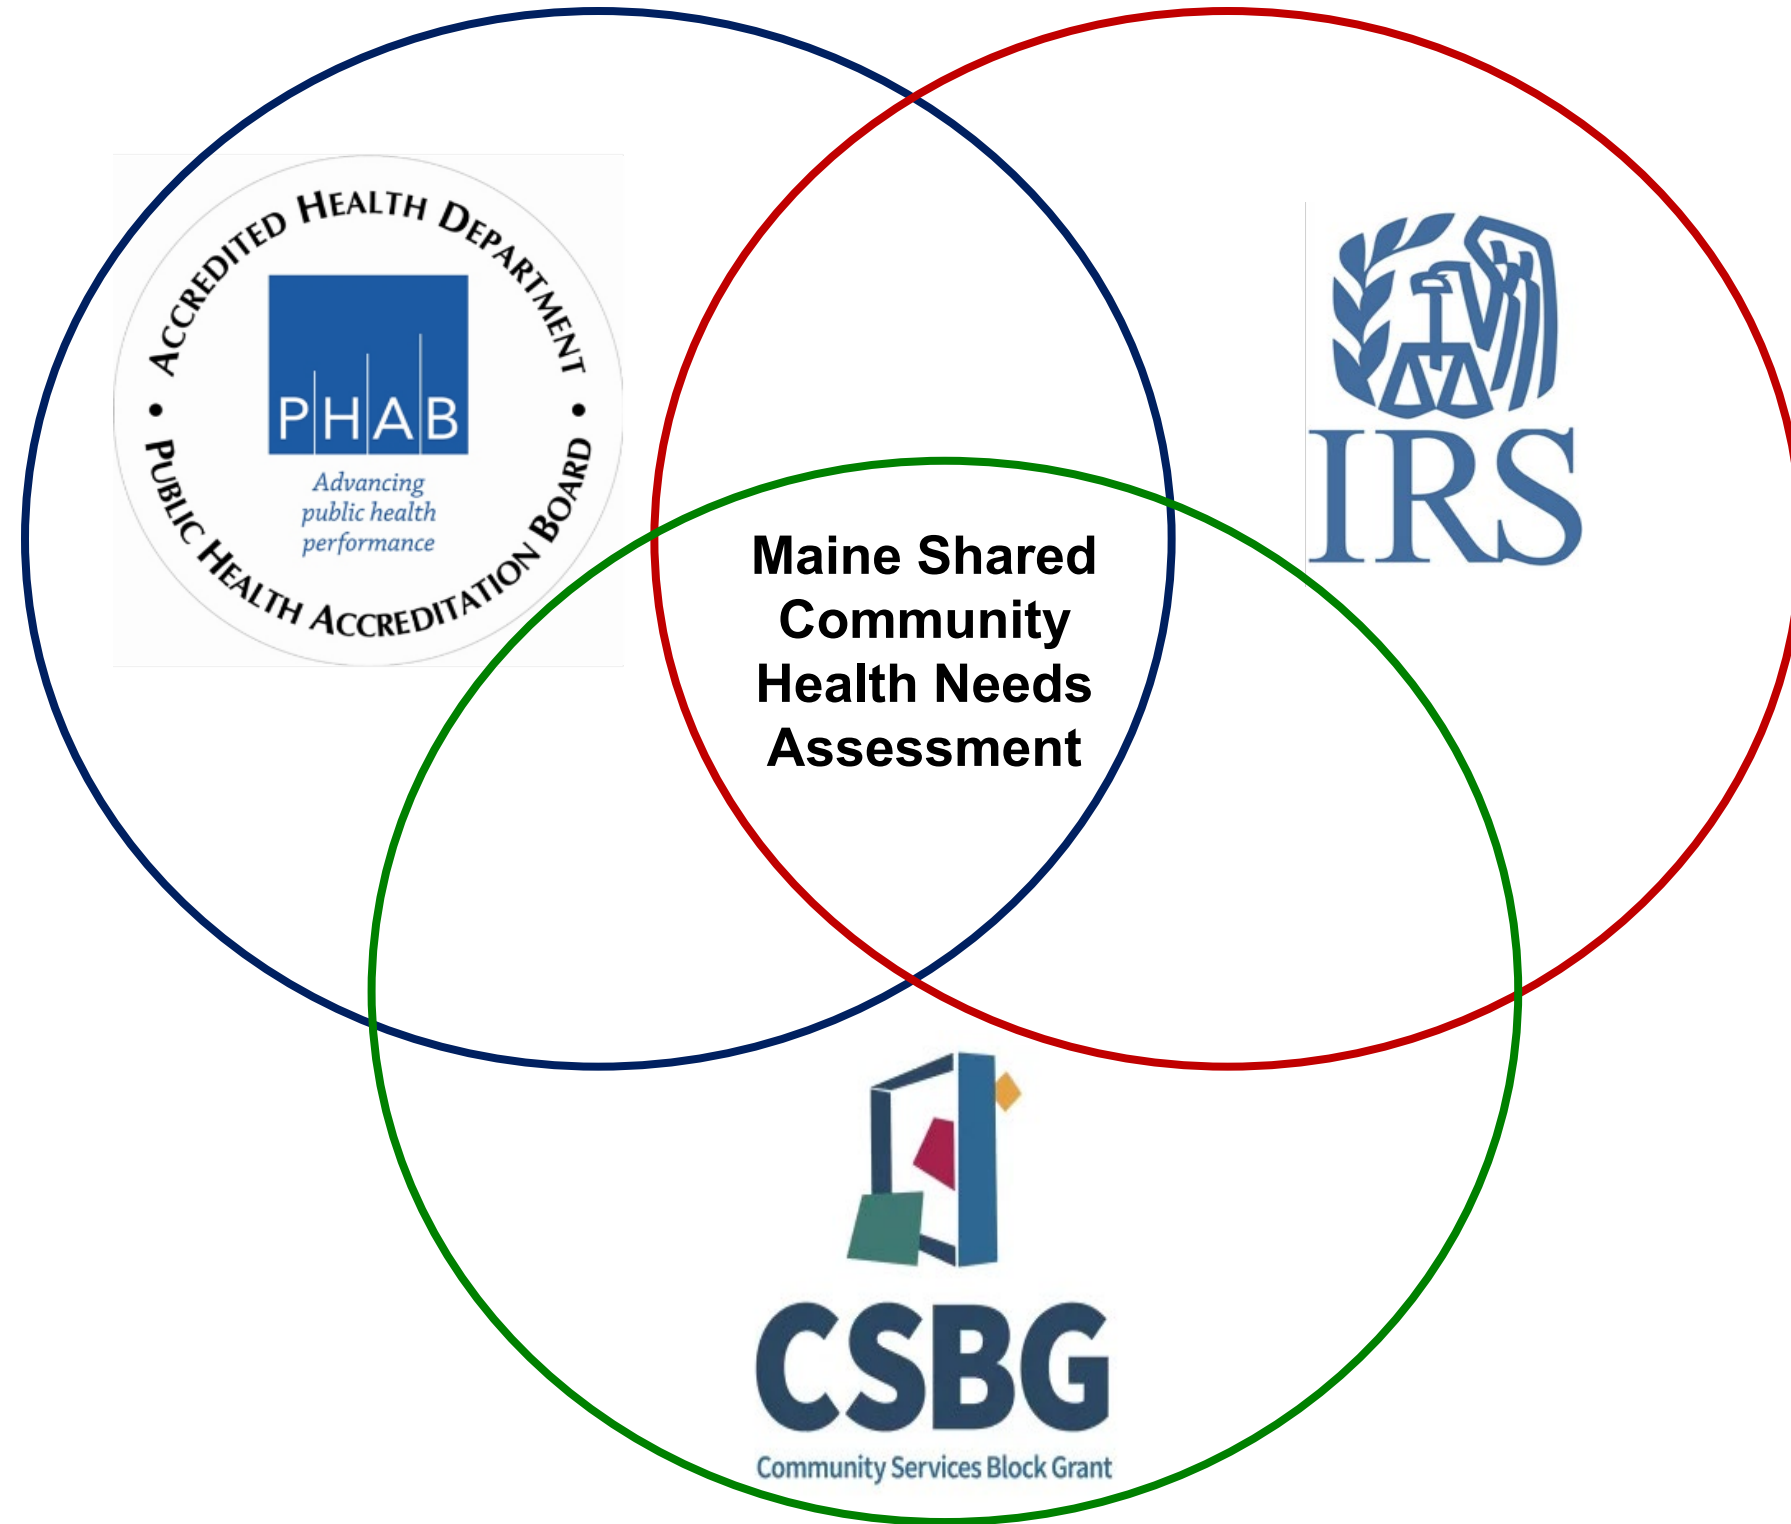 ACCREDITED HEALTH DEPARTMENT
PHAB
Advancing
public health
performance
• PUBLIC HEALTH ACCREDITATION BOARD •
IRS
Maine Shared
Community
Health Needs
Assessment
CSBG
Community Services Block Grant